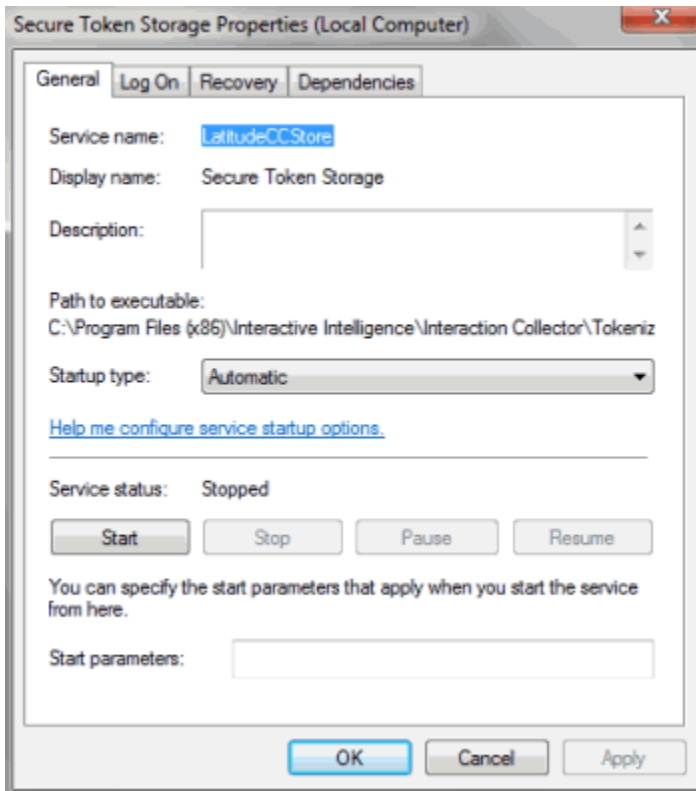 Secure Token Storage Properties (Local Computer)
General Log On Recovery Dependencies
Service name: LatitudeCCStore
Display name: Secure Token Storage
Description:
Path to executable:
C:\Program Files (x86)\Interactive Intelligence\Interaction Collector\Tokeniz
Startup type: Automatic
Help me configure service startup options.
Service status: Stopped
Start Stop Pause Resume
You can specify the start parameters that apply when you start the service
from here.
Start parameters:
OK Cancel Apply